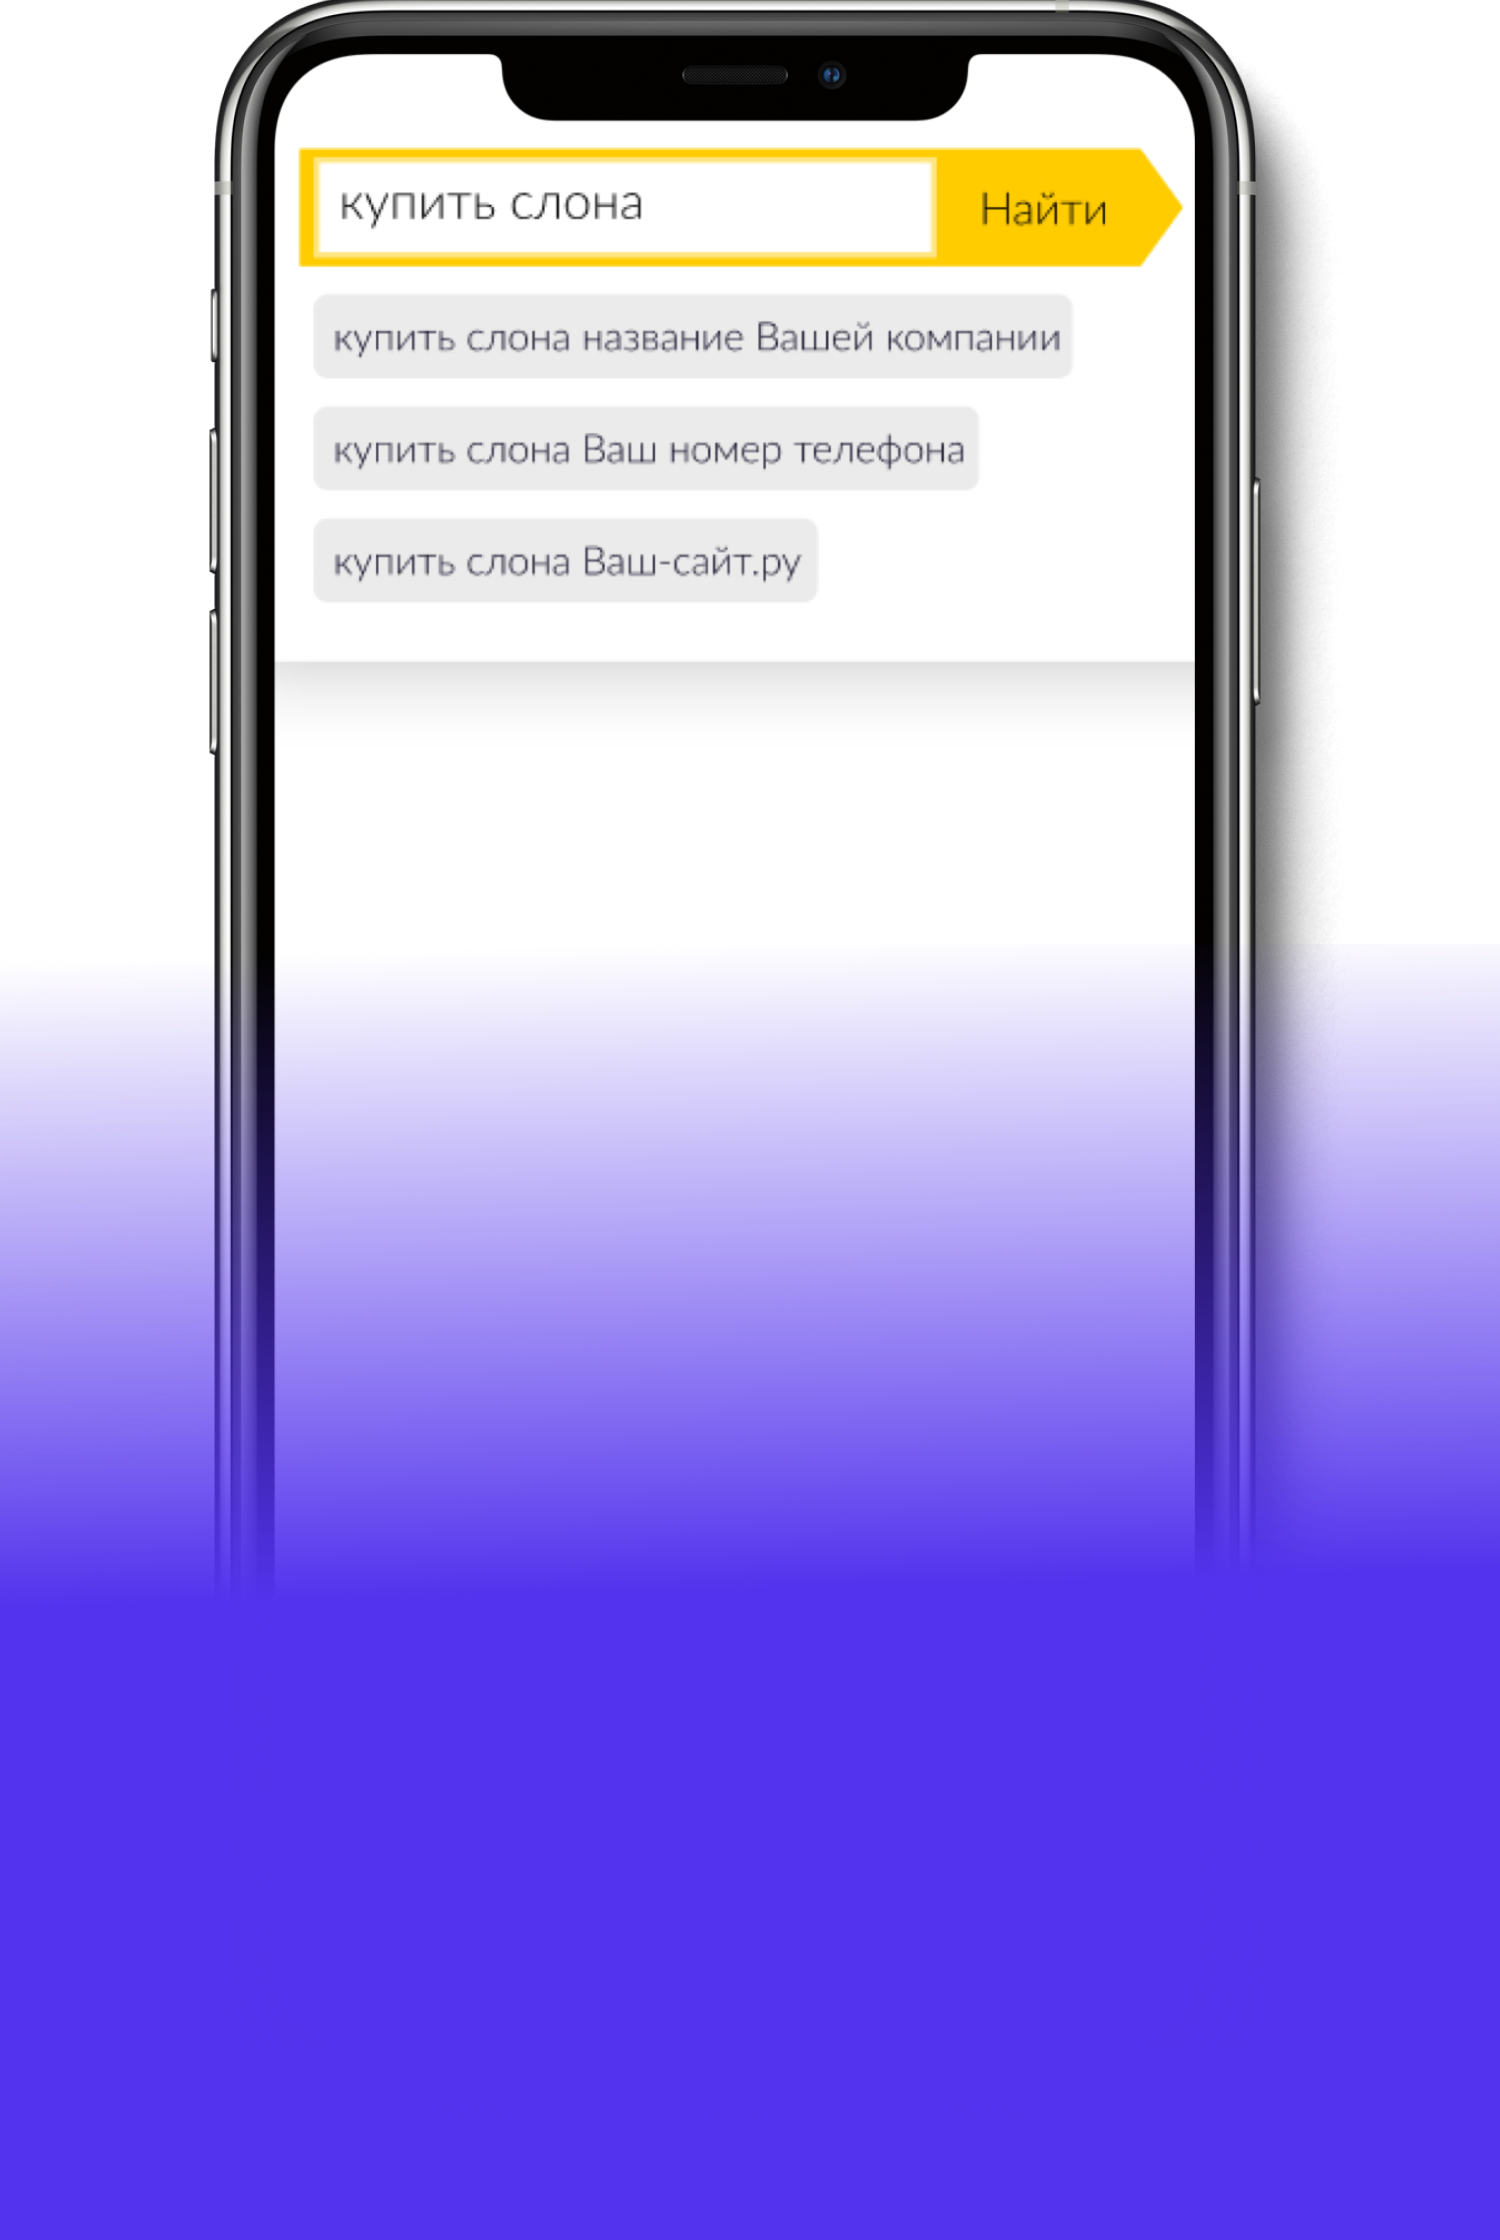 купить слона
Найти
купить слона название Вашей компании
купить слона Ваш номер телефона
купить слона Ваш-сайт.ру